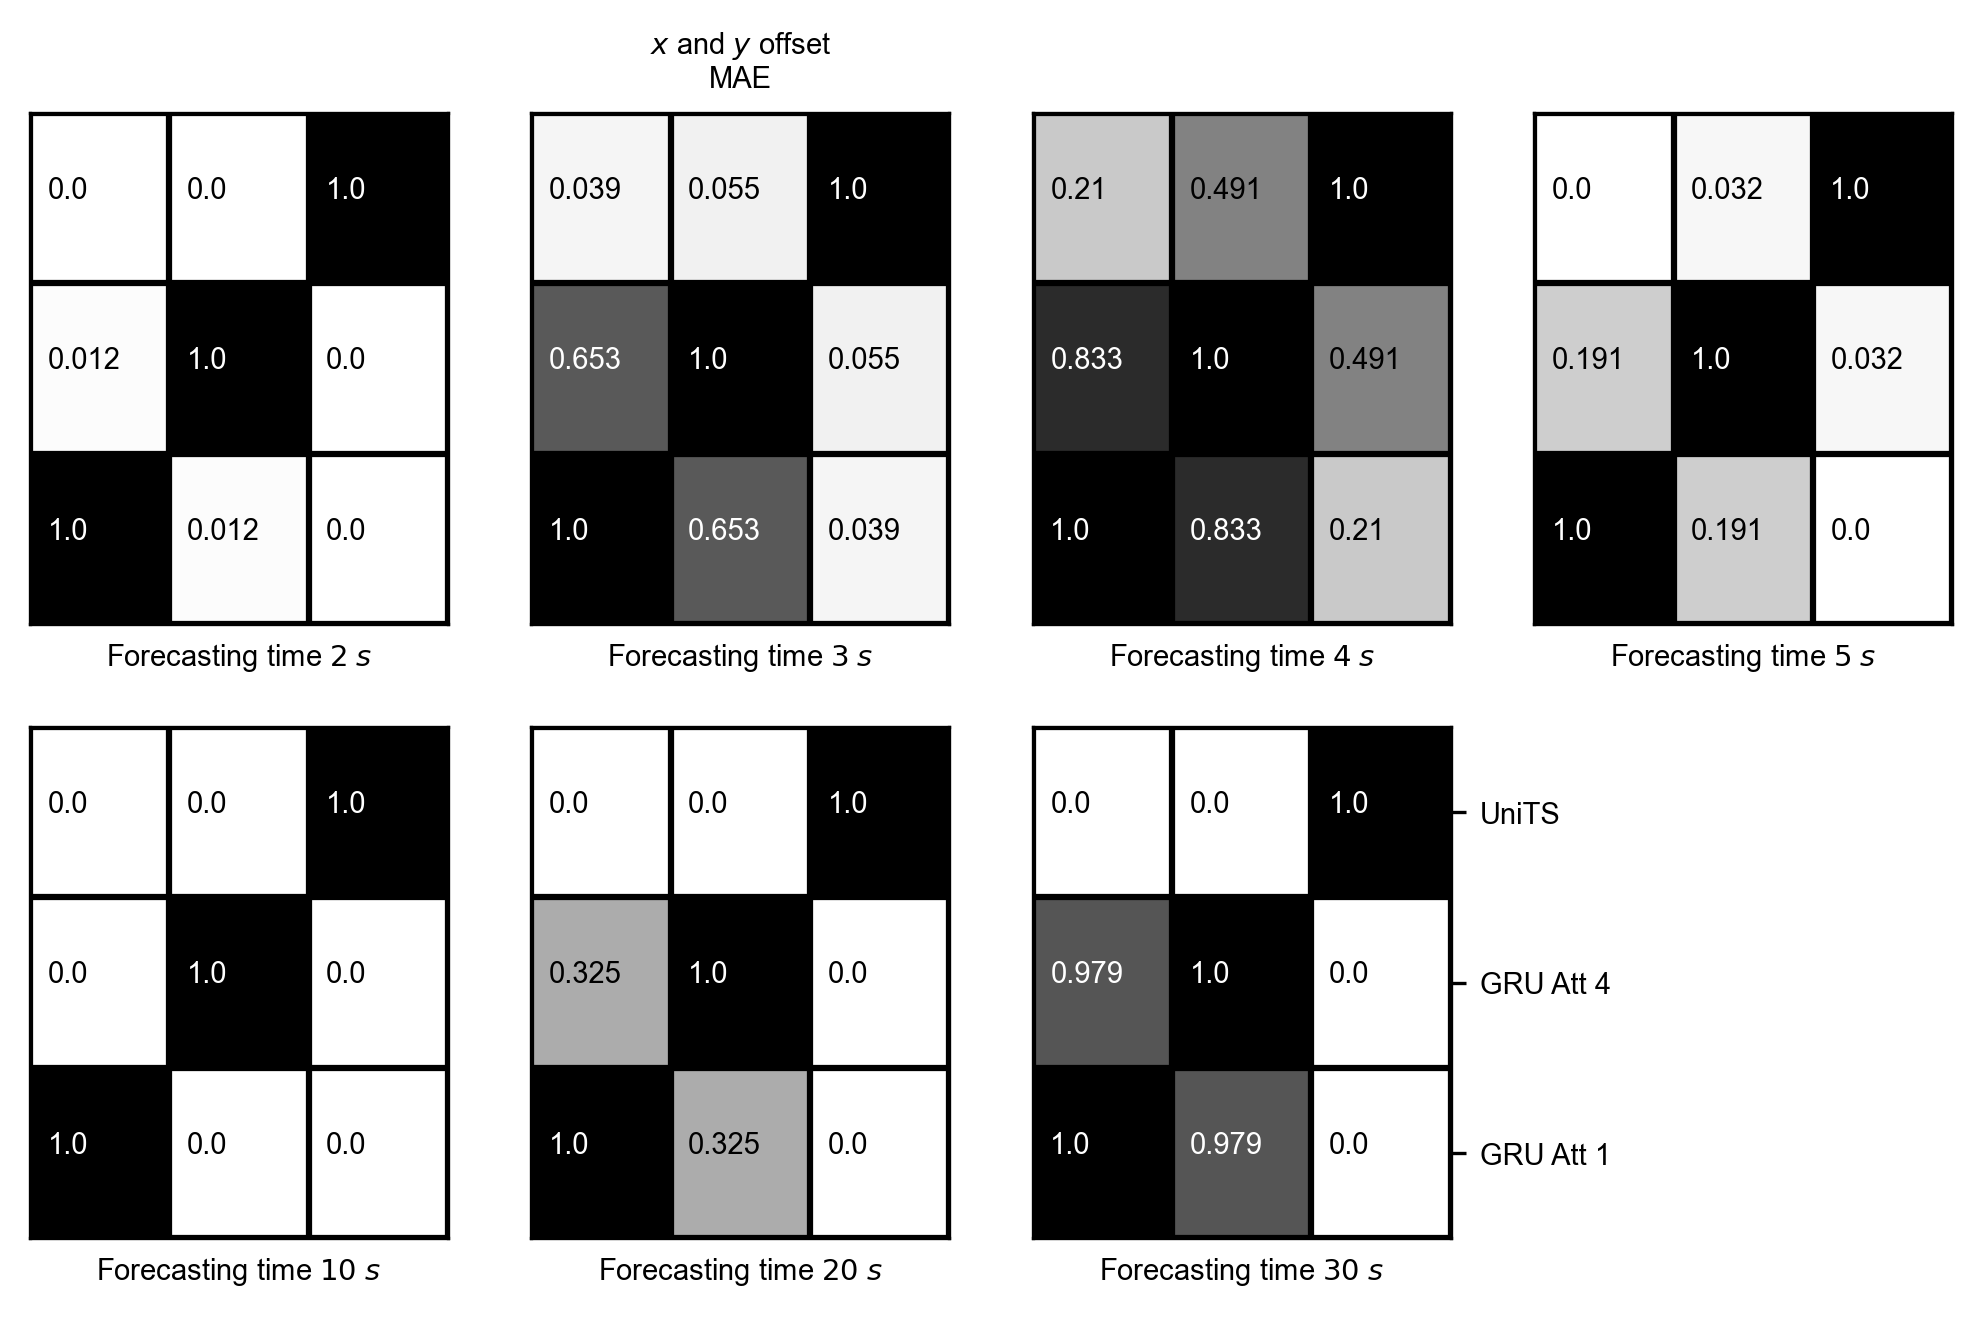 x and y offset
MAE
0.0 0.0 1.0
0.012 1.0 0.0
1.0 0.012 0.0
Forecasting time 2 s
0.039 0.055 1.0
0.653 1.0 0.055
1.0 0.653 0.039
Forecasting time 3 s
0.21 0.491 1.0
0.833 1.0 0.491
1.0 0.833 0.21
Forecasting time 4 s
0.0 0.032 1.0
0.191 1.0 0.032
1.0 0.191 0.0
Forecasting time 5 s
0.0 0.0 1.0
0.0 1.0 0.0
1.0 0.0 0.0
Forecasting time 10 s
0.0 0.0 1.0
0.325 1.0 0.0
1.0 0.325 0.0
Forecasting time 20 s
0.0 0.0 1.0 UniTS
0.979 1.0 0.0 GRU Att 4
1.0 0.979 0.0 GRU Att 1
Forecasting time 30 s